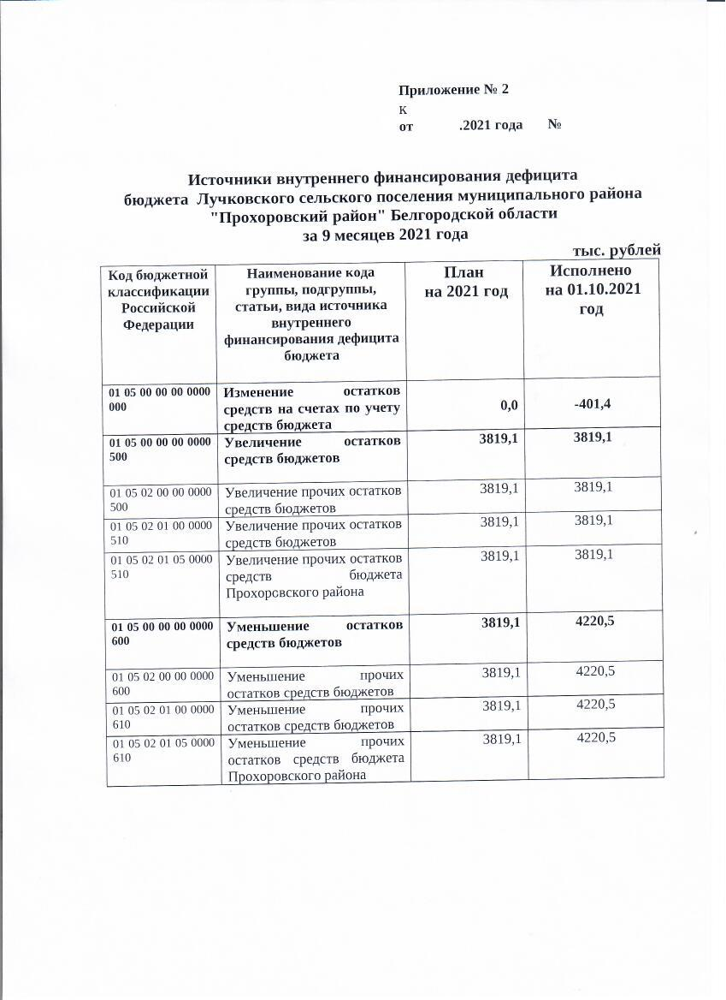 Приложение № 2
к
от .2021 года №
Источники внутреннего финансирования дефицита
бюджета Лучковского сельского поселения муниципального района
"Прохоровский район" Белгородской области
за 9 месяцев 2021 года
тыс. рублей
Код бюджетной
классификации
Российской
Федерации
Наименование кода
группы, подгруппы,
статьи, вида источника
внутреннего
финансирования дефицита
бюджета
План
на 2021 год
Исполнено
на 01.10.2021
год
01 05 00 00 00 0000
000
Изменение остатков
средств на счетах по учету
средств бюджета
0,0
-401,4
01 05 00 00 00 0000
500
Увеличение остатков
средств бюджетов
3819,1
3819,1
01 05 02 00 00 0000
500
Увеличение прочих остатков
средств бюджетов
3819,1
3819,1
01 05 02 01 00 0000
510
Увеличение прочих остатков
средств бюджетов
3819,1
3819,1
01 05 02 01 05 0000
510
Увеличение прочих остатков
средств бюджета
Прохоровского района
3819,1
3819,1
01 05 00 00 00 0000
600
Уменьшение остатков
средств бюджетов
3819,1
4220,5
01 05 02 00 00 0000
600
Уменьшение прочих
остатков средств бюджетов
3819,1
4220,5
01 05 02 01 00 0000
610
Уменьшение прочих
остатков средств бюджетов
3819,1
4220,5
01 05 02 01 05 0000
610
Уменьшение прочих
остатков средств бюджета
Прохоровского района
3819,1
4220,5